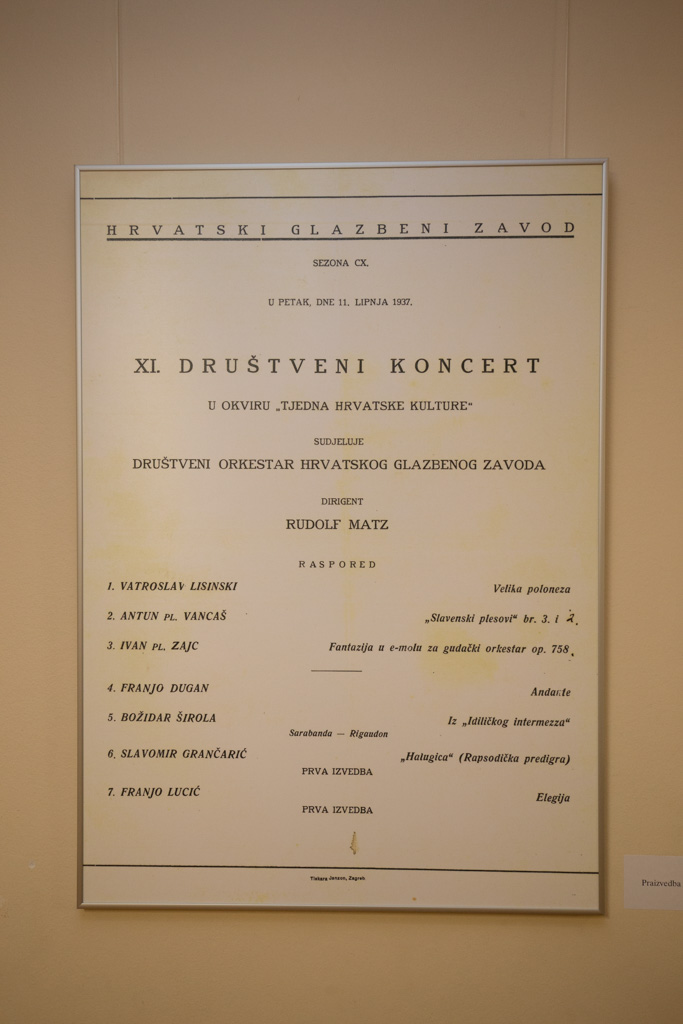 HRVATSKI GLAZBENI ZAVOD
SEZONA CX.
U PETAK, DNE 11. LIPNJA 1937.
XI. DRUŠTVENI KONCERT
U OKVIRU „TJEDNA HRVATSKE KULTURE“
SUDJELUJE
DRUŠTVENI ORKESTAR HRVATSKOG GLAZBENOG ZAVODA
DIRIGENT
RUDOLF MATZ
RASPORED
1. VATROSLAV LISINSKI Velika poloneza
2. ANTUN PL. VANCAŠ „Slavenski plesovi“ br. 3. i 2.
3. IVAN PL. ZAJC Fantazija u e-molu za gudački orkestar op. 758.
4. FRANJO DUGAN Andante
5. BOŽIDAR ŠIROLA Iz „Idiličkog intermezza“
Sarabanda — Rigaudon
6. SLAVOMIR GRANČARIĆ „Halugica“ (Rapsodička predigra)
PRVA IZVEDBA
7. FRANJO LUCIĆ Elegija
PRVA IZVEDBA
Tiskara Jenzon, Zagreb
Praizvedba